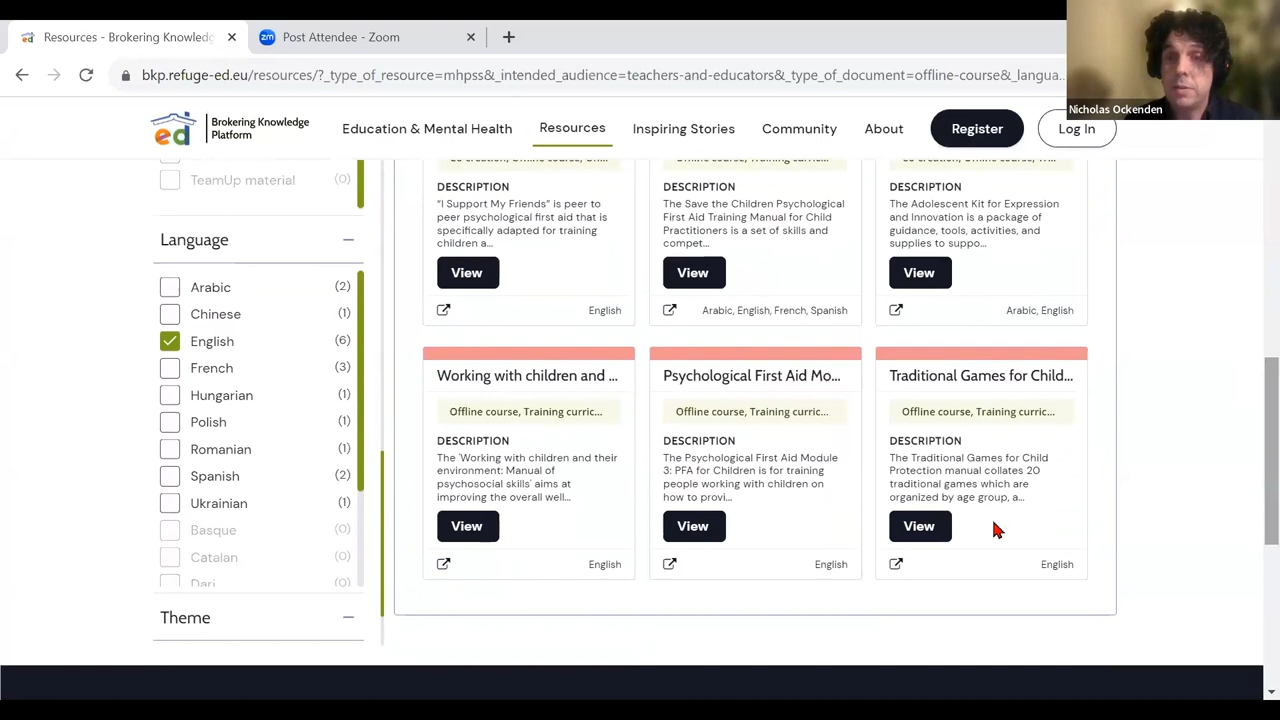 Resources - Brokering Knowledg
Post Attendee - Zoom
bkp.refuge-ed.eu/resources/?_type_of_resource=mhpss&_intended_audience=teachers-and-educators&_type_of_document=offline-course&_langua...
Nicholas Ockenden
ed
Brokering Knowledge
Platform
Education & Mental Health
Resources
Inspiring Stories
Community
About
Register
Log In
TeamUp material (0)
Language
Arabic (2)
Chinese (1)
English (6)
French (3)
Hungarian (1)
Polish (1)
Romanian (1)
Spanish (2)
Ukrainian (1)
Basque (0)
Catalan (0)
Dari
Theme
DESCRIPTION
“I Support My Friends” is peer to
peer psychological first aid that is
specifically adapted for training
children a...
View
English
DESCRIPTION
The Save the Children Psychological
First Aid Training Manual for Child
Practitioners is a set of skills and
compet...
View
Arabic, English, French, Spanish
DESCRIPTION
The Adolescent Kit for Expression
and Innovation is a package of
guidance, tools, activities, and
supplies to suppo...
View
Arabic, English
Working with children and ...
Offline course, Training curric...
DESCRIPTION
The 'Working with children and their
environment: Manual of
psychosocial skills' aims at
improving the overall well...
View
English
Psychological First Aid Mo...
Offline course, Training curric...
DESCRIPTION
The Psychological First Aid Module
3: PFA for Children is for training
people working with children on
how to provi...
View
English
Traditional Games for Child...
Offline course, Training curric...
DESCRIPTION
The Traditional Games for Child
Protection manual collates 20
traditional games which are
organized by age group, a...
View
English